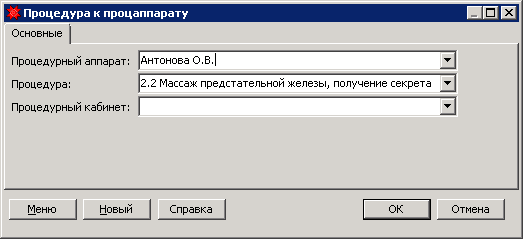 Процедура к процаппарату
Основные
Процедурный аппарат: Антонова О.В.
Процедура: 2.2 Массаж предстательной железы, получение секрета
Процедурный кабинет:
Меню Новый Справка ОК Отмена